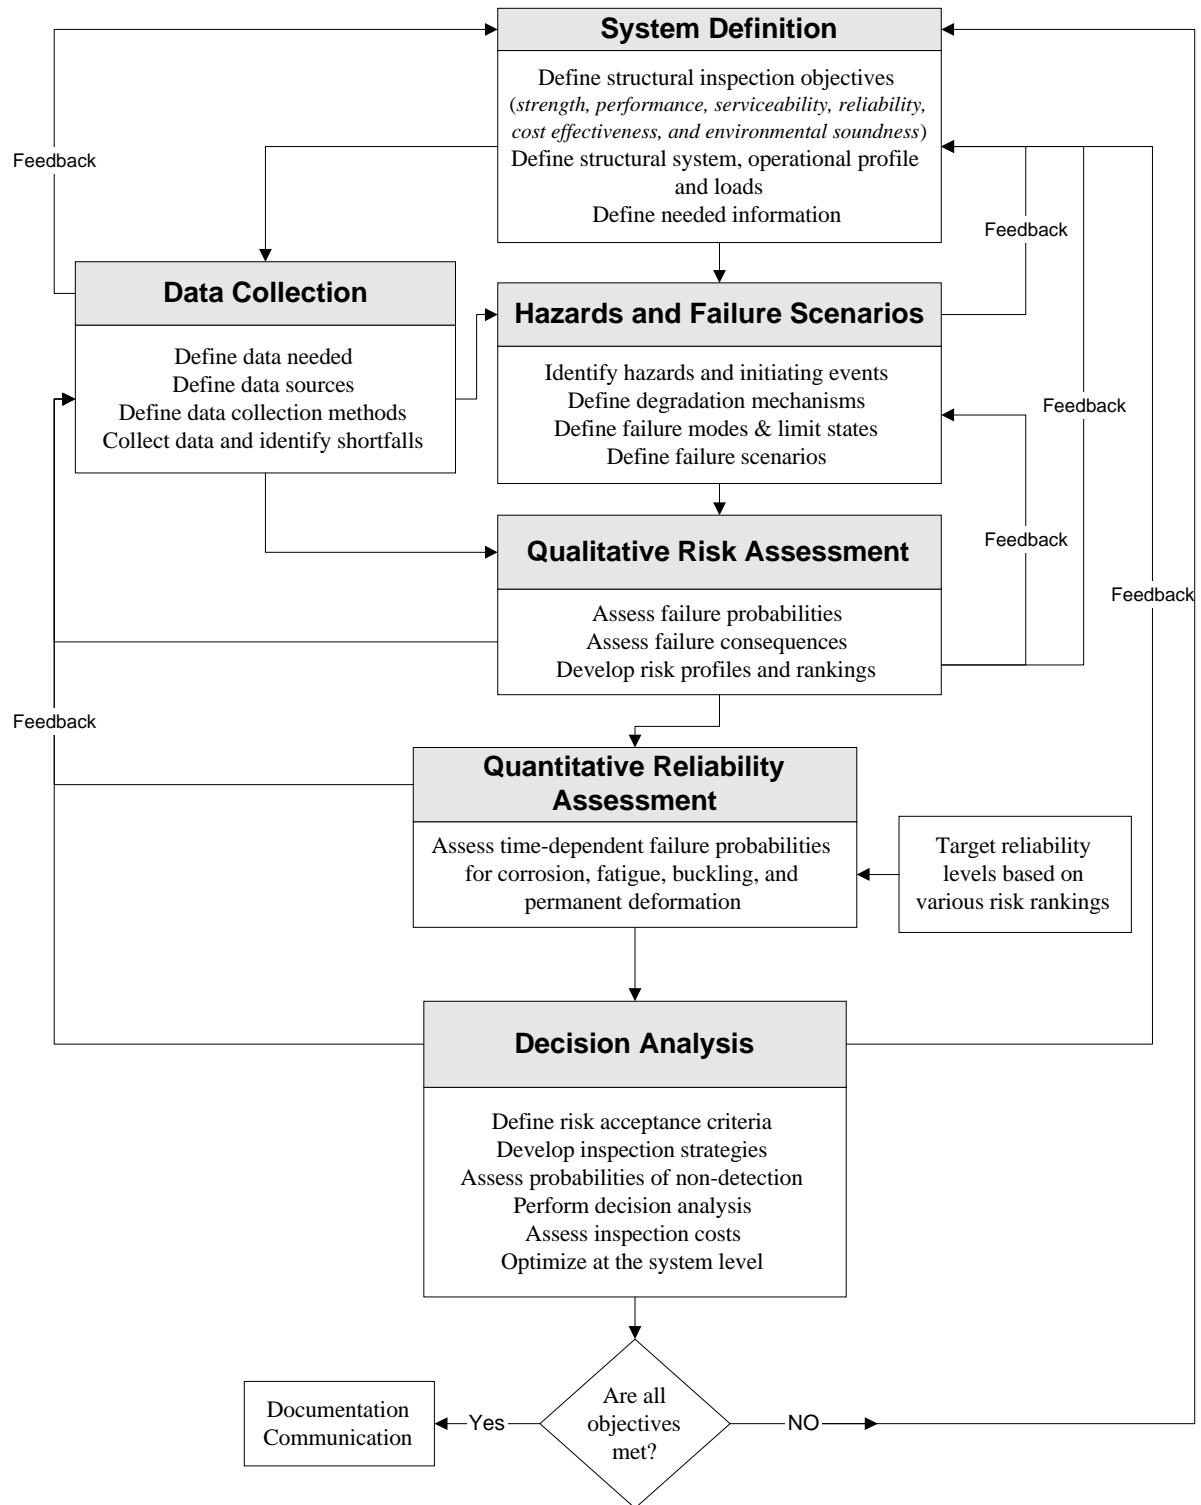 System Definition
Define structural inspection objectives
(strength, performance, serviceability, reliability,
cost effectiveness, and environmental soundness)
Define structural system, operational profile
and loads
Define needed information
Feedback
Feedback
Data Collection
Define data needed
Define data sources
Define data collection methods
Collect data and identify shortfalls
Hazards and Failure Scenarios
Identify hazards and initiating events
Define degradation mechanisms
Define failure modes & limit states
Define failure scenarios
Feedback
Feedback
Feedback
Qualitative Risk Assessment
Assess failure probabilities
Assess failure consequences
Develop risk profiles and rankings
Feedback
Quantitative Reliability
Assessment
Assess time-dependent failure probabilities
for corrosion, fatigue, buckling, and
permanent deformation
Target reliability
levels based on
various risk rankings
Decision Analysis
Define risk acceptance criteria
Develop inspection strategies
Assess probabilities of non-detection
Perform decision analysis
Assess inspection costs
Optimize at the system level
Are all
objectives
met?
Yes
NO
Documentation
Communication